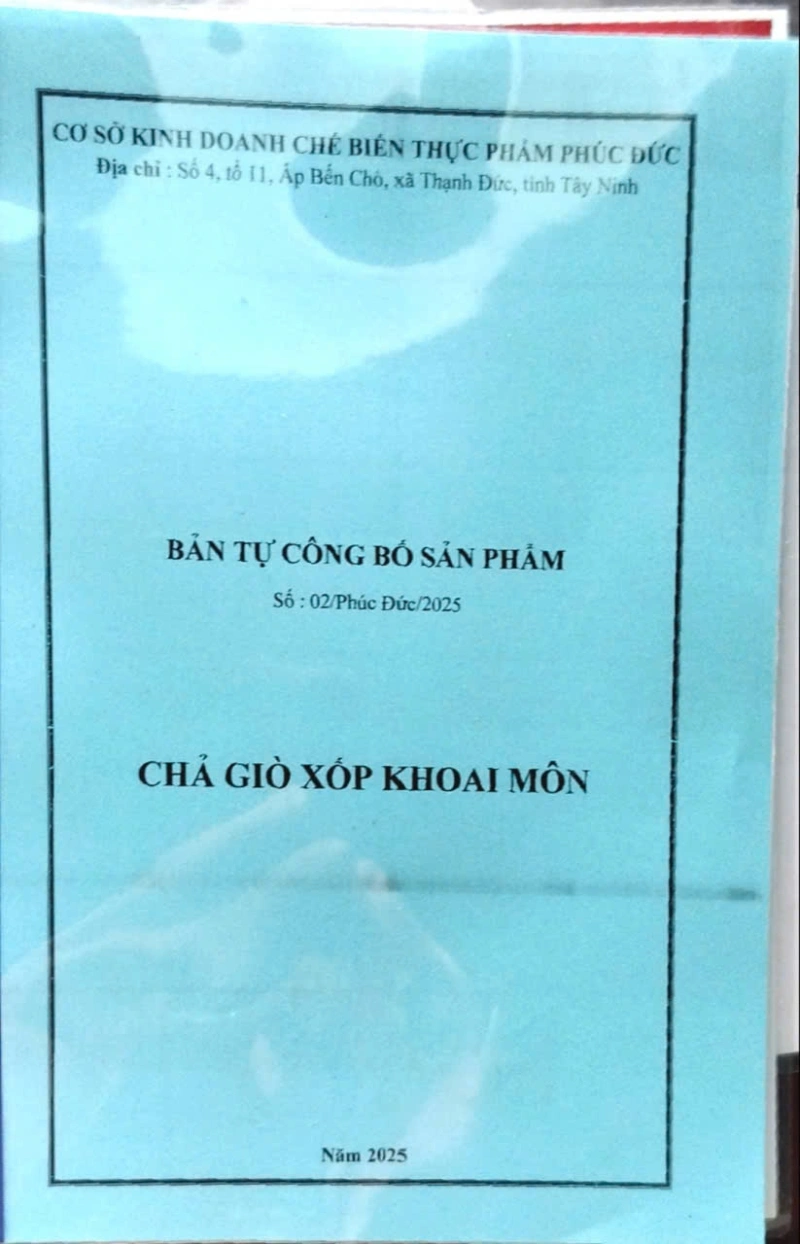 CƠ SỞ KINH DOANH CHẾ BIẾN THỰC PHẨM PHÚC ĐỨC
Địa chỉ : Số 4, tổ 11, Ấp Bến Chò, xã Thạnh Đức, tỉnh Tây Ninh
BẢN TỰ CÔNG BỐ SẢN PHẨM
Số : 02/Phúc Đức/2025
CHẢ GIÒ XỐP KHOAI MÔN
Năm 2025